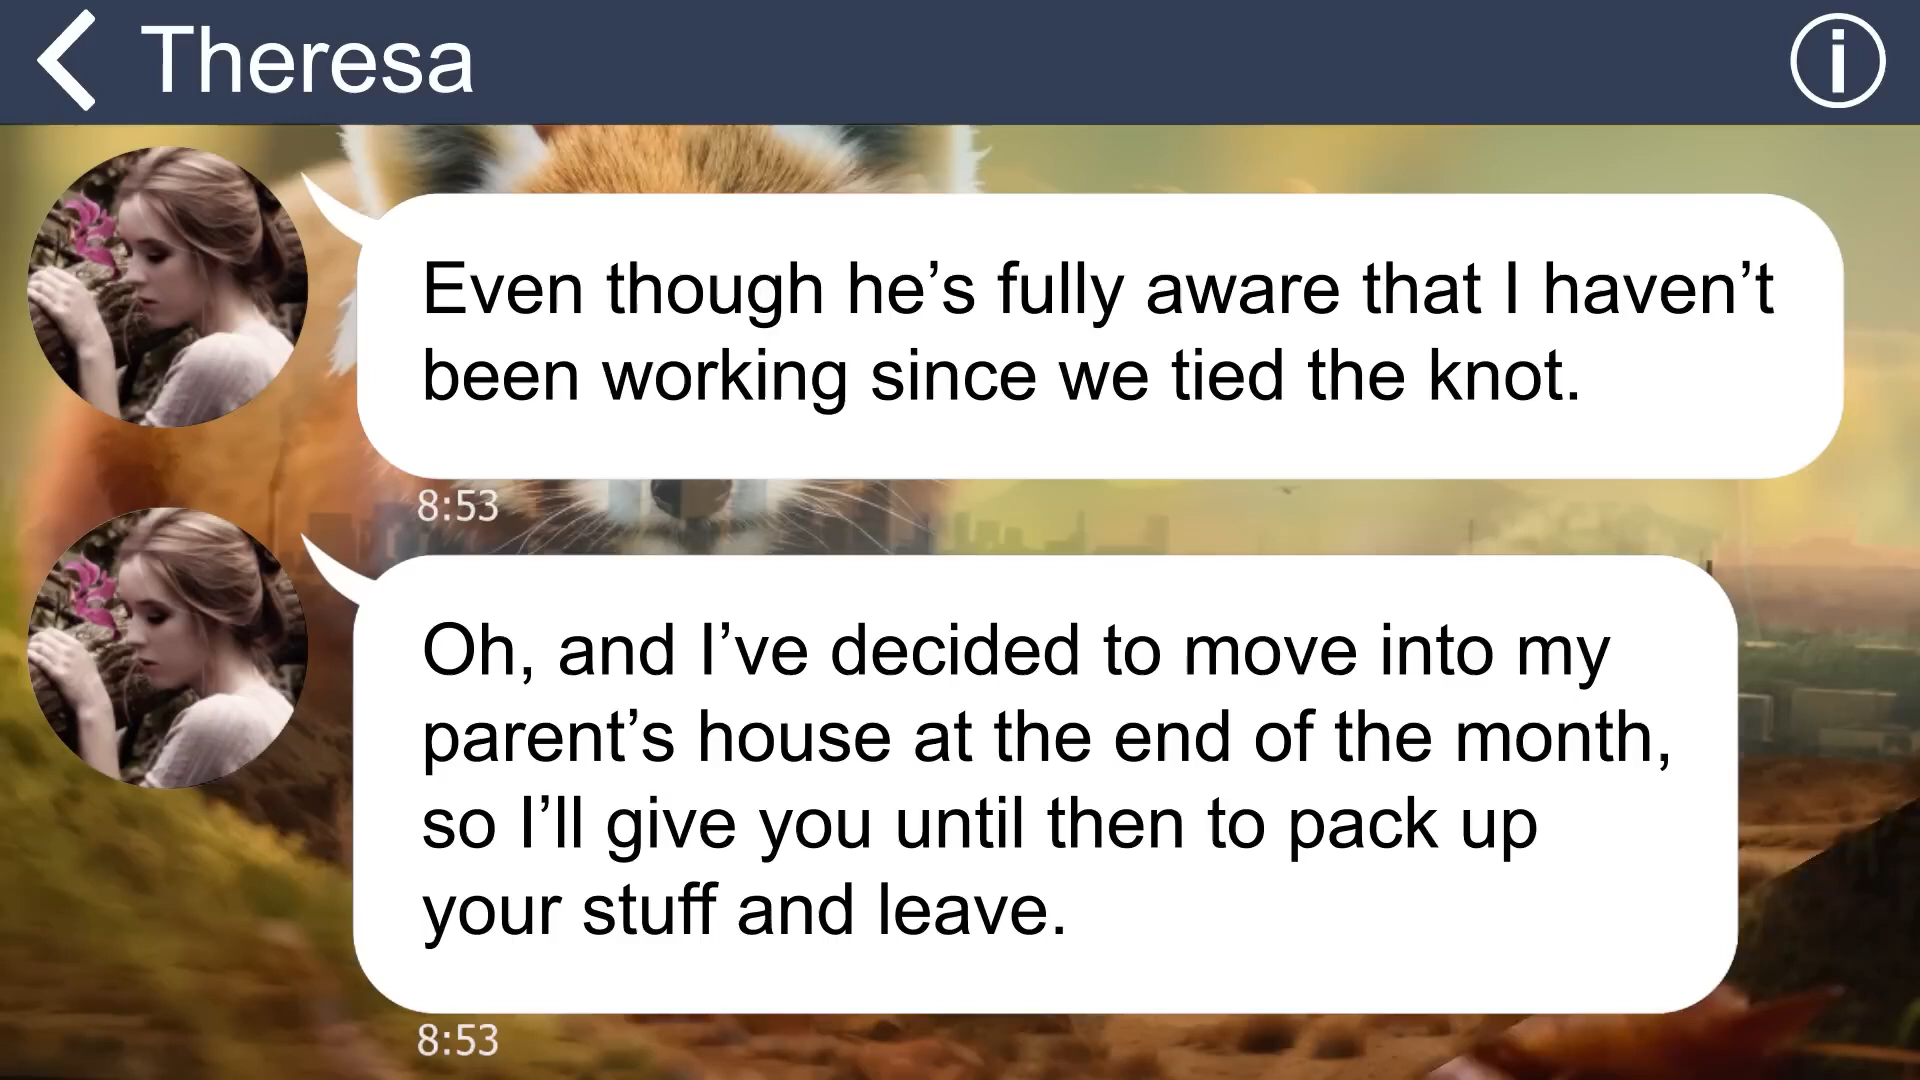 Theresa
Even though he’s fully aware that I haven’t
been working since we tied the knot.
8:53
Oh, and I’ve decided to move into my
parent’s house at the end of the month,
so I’ll give you until then to pack up
your stuff and leave.
8:53